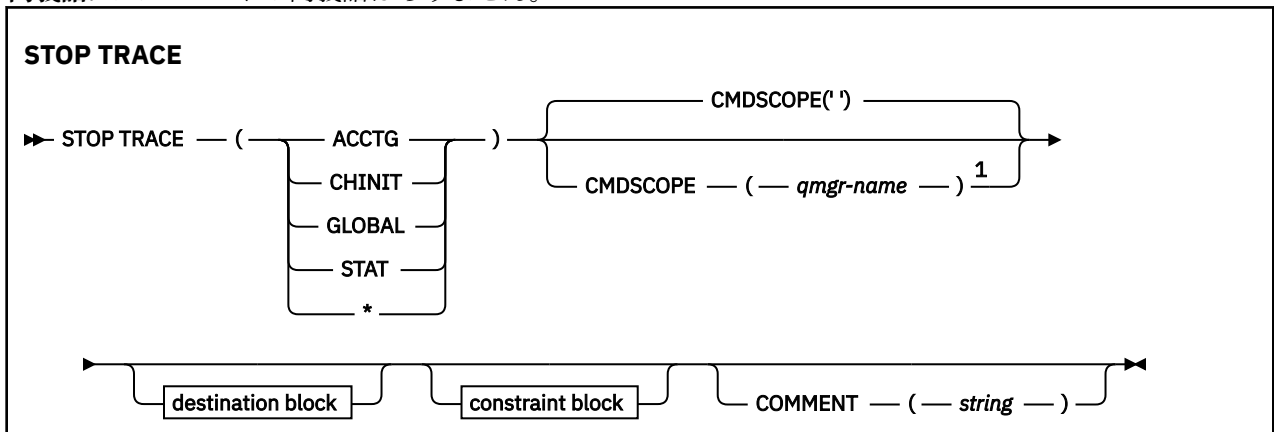 STOP TRACE
CMDSCOPE(' ')
STOP TRACE ( ACCTG )
CHINIT
CMDSCOPE ( qmgr-name ) 1
GLOBAL
STAT
*
destination block constraint block COMMENT ( string )